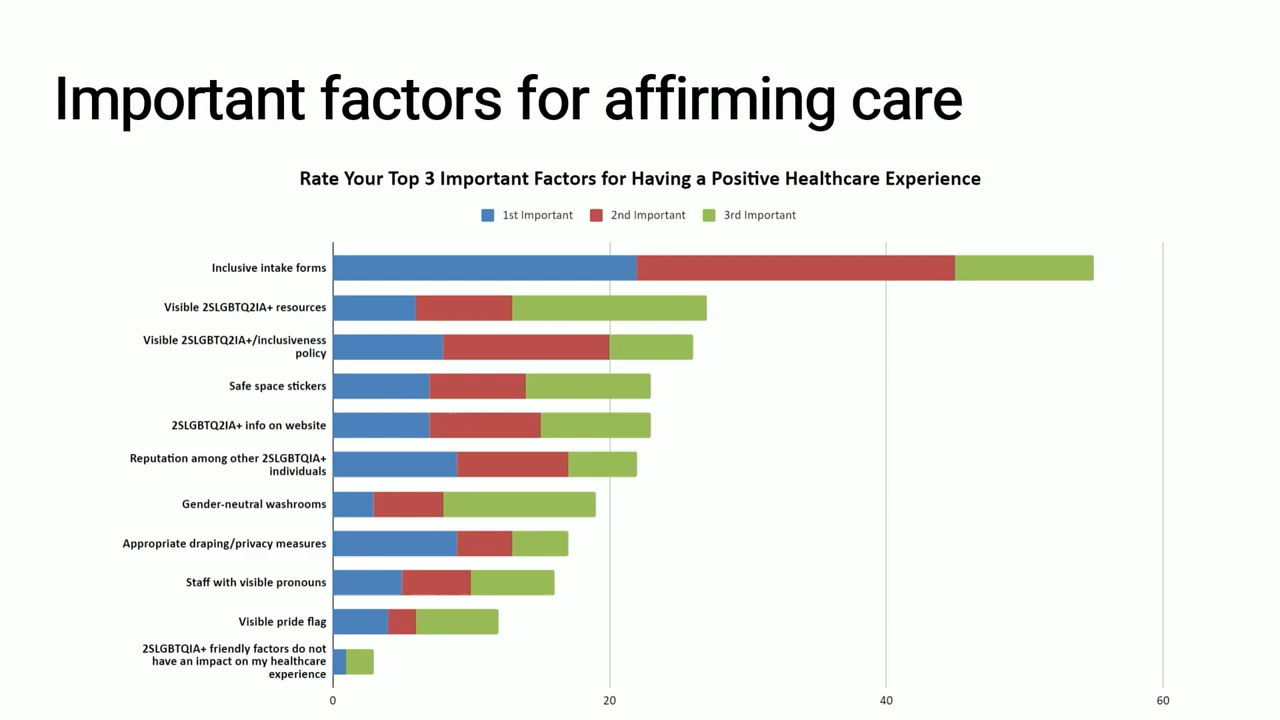 Important factors for affirming care
Rate Your Top 3 Important Factors for Having a Positive Healthcare Experience
1st Important 2nd Important 3rd Important
Inclusive intake forms
Visible 2SLGBTQ2IA+ resources
Visible 2SLGBTQ2IA+/inclusiveness
policy
Safe space stickers
2SLGBTQ2IA+ info on website
Reputation among other 2SLGBTQIA+
individuals
Gender-neutral washrooms
Appropriate draping/privacy measures
Staff with visible pronouns
Visible pride flag
2SLGBTQIA+ friendly factors do not
have an impact on my healthcare
experience
0 20 40 60